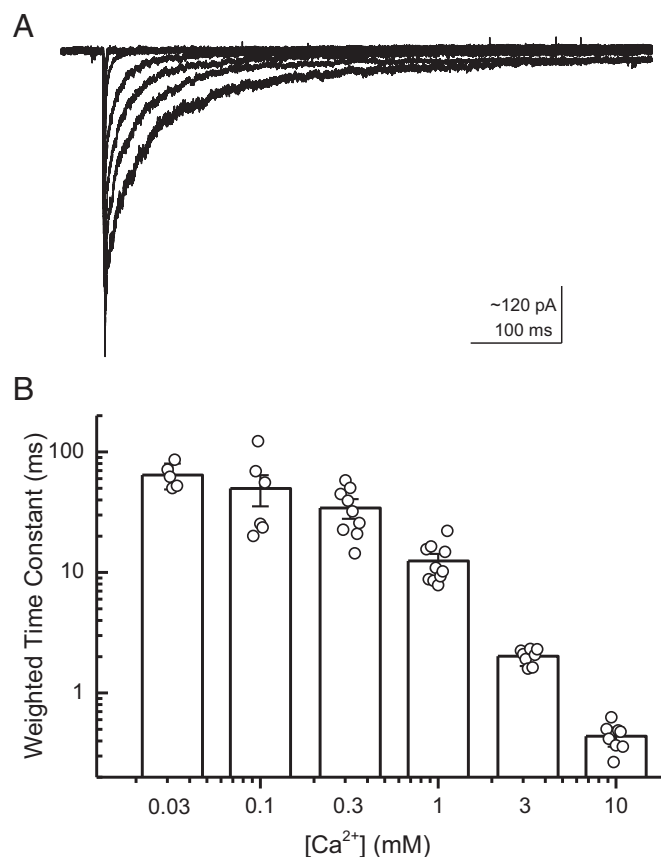 A
~120 pA
100 ms
B
Weighted Time Constant (ms)
100
10
1
0.03 0.1 0.3 1 3 10
[Ca²⁺] (mM)